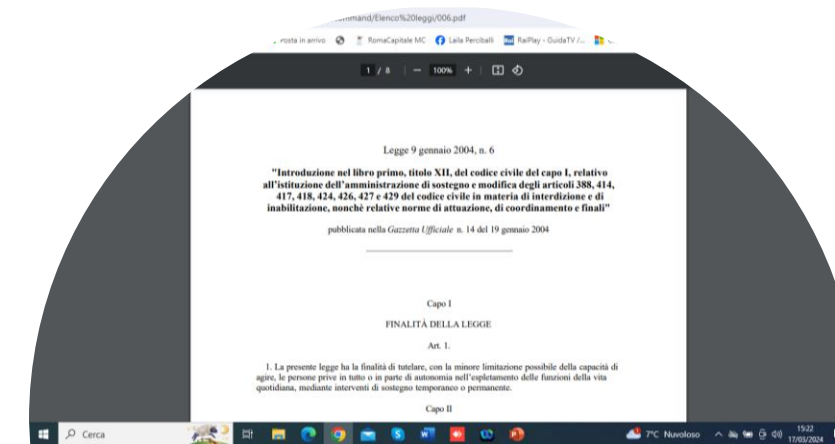 mmand/Elenco%20leggi/006.pdf
posta in arrivo RomaCapitale MC Laila Perciballi RaiPlay - GuidaTV /...
1 / 8 — 100% +
Legge 9 gennaio 2004, n. 6
"Introduzione nel libro primo, titolo XII, del codice civile del capo I, relativo
all'istituzione dell'amministrazione di sostegno e modifica degli articoli 388, 414,
417, 418, 424, 426, 427 e 429 del codice civile in materia di interdizione e di
inabilitazione, nonchè relative norme di attuazione, di coordinamento e finali"
pubblicata nella Gazzetta Ufficiale n. 14 del 19 gennaio 2004
Capo I
FINALITÀ DELLA LEGGE
Art. 1.
1. La presente legge ha la finalità di tutelare, con la minore limitazione possibile della capacità di
agire, le persone prive in tutto o in parte di autonomia nell'espletamento delle funzioni della vita
quotidiana, mediante interventi di sostegno temporaneo o permanente.
Capo II
Cerca
7°C Nuvoloso
15:22
17/03/2024